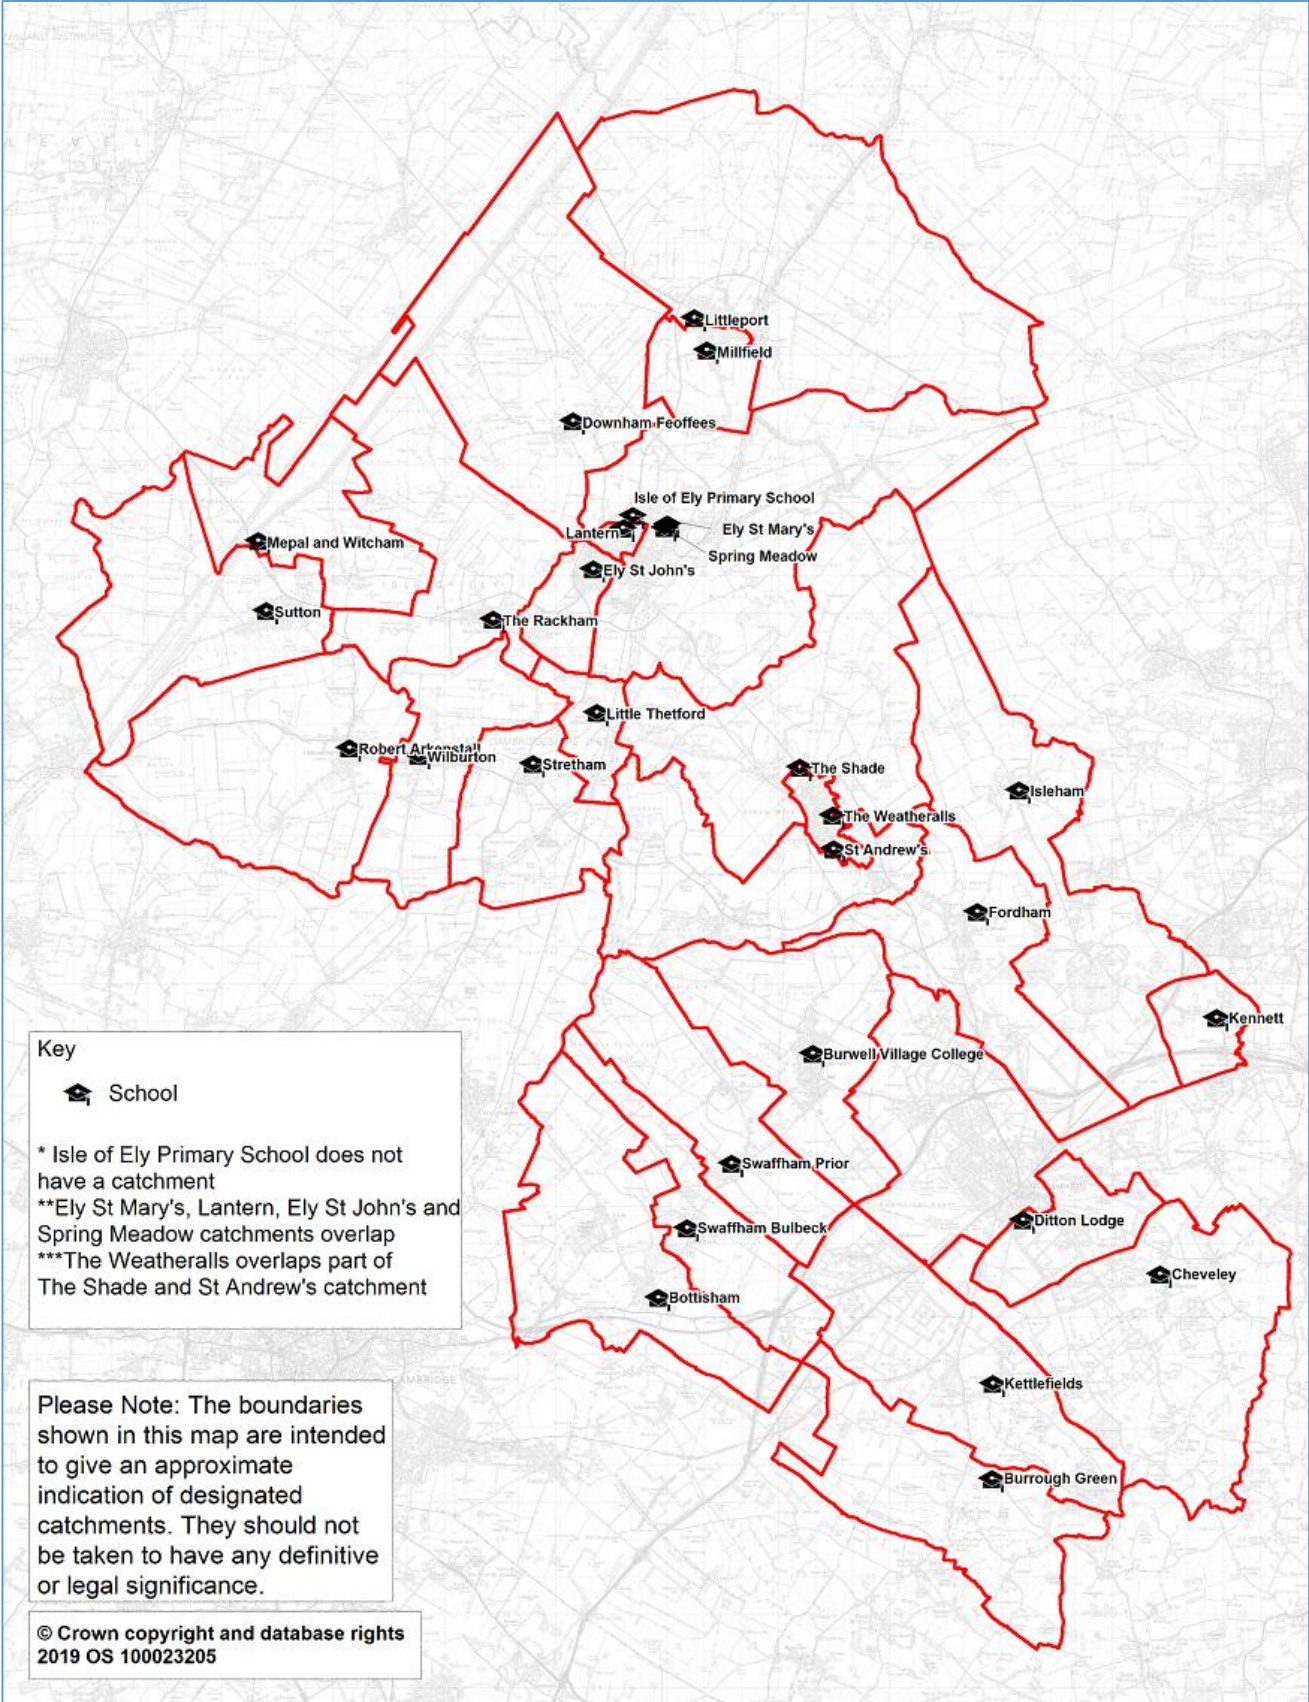 Littleport
Millfield
Downham Feoffees
Isle of Ely Primary School
Lantern
Ely St Mary's
Mepal and Witcham
Spring Meadow
Ely St John's
Sutton
The Rackham
Little Thetford
Robert Arkenstall
Wilburton
Stretham
The Shade
Isleham
The Weatheralls
St Andrew's
Fordham
Kennett
Burwell Village College
Swaffham Prior
Swaffham Bulbeck
Ditton Lodge
Cheveley
Bottisham
Kettlefields
Burrough Green
Key
School
* Isle of Ely Primary School does not
have a catchment
**Ely St Mary's, Lantern, Ely St John's and
Spring Meadow catchments overlap
***The Weatheralls overlaps part of
The Shade and St Andrew's catchment
Please Note: The boundaries
shown in this map are intended
to give an approximate
indication of designated
catchments. They should not
be taken to have any definitive
or legal significance.
© Crown copyright and database rights
2019 OS 100023205